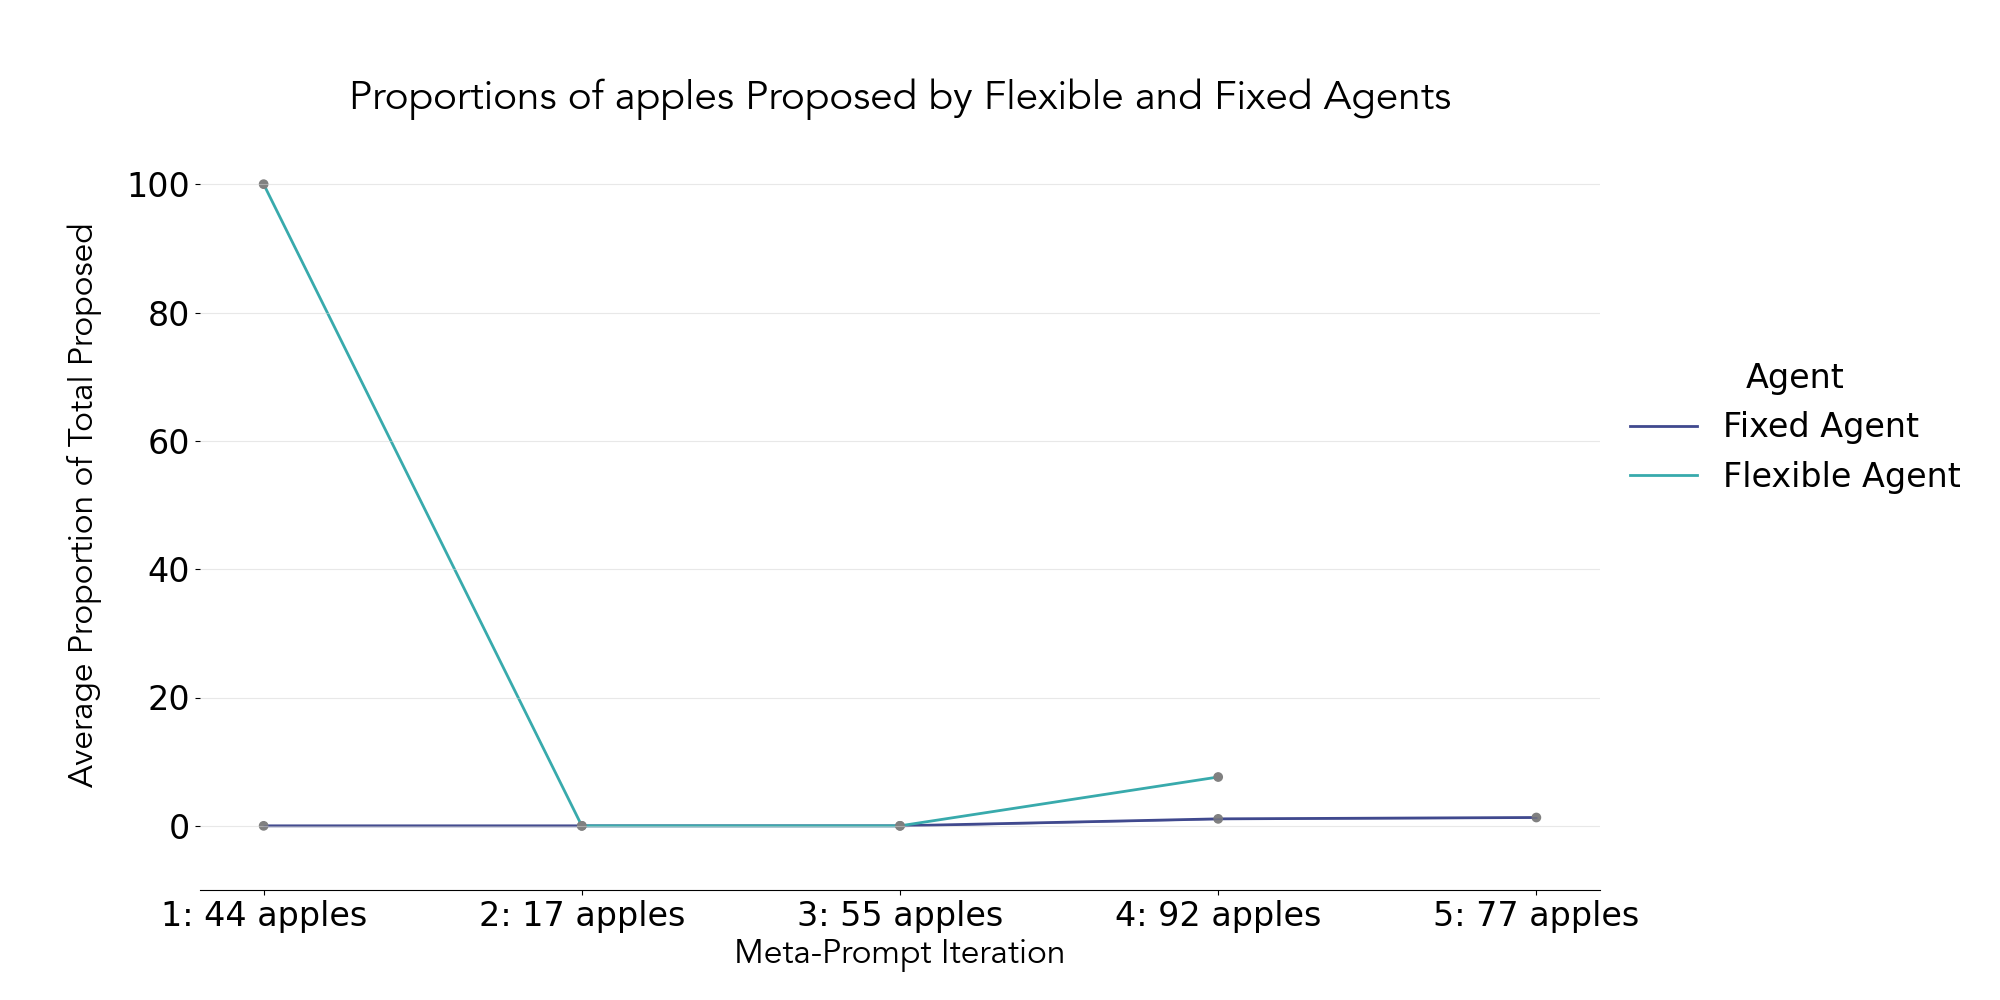 Proportions of apples Proposed by Flexible and Fixed Agents
Average Proportion of Total Proposed
100
80
60
40
20
0
1: 44 apples
2: 17 apples
3: 55 apples
4: 92 apples
5: 77 apples
Meta-Prompt Iteration
Agent
Fixed Agent
Flexible Agent